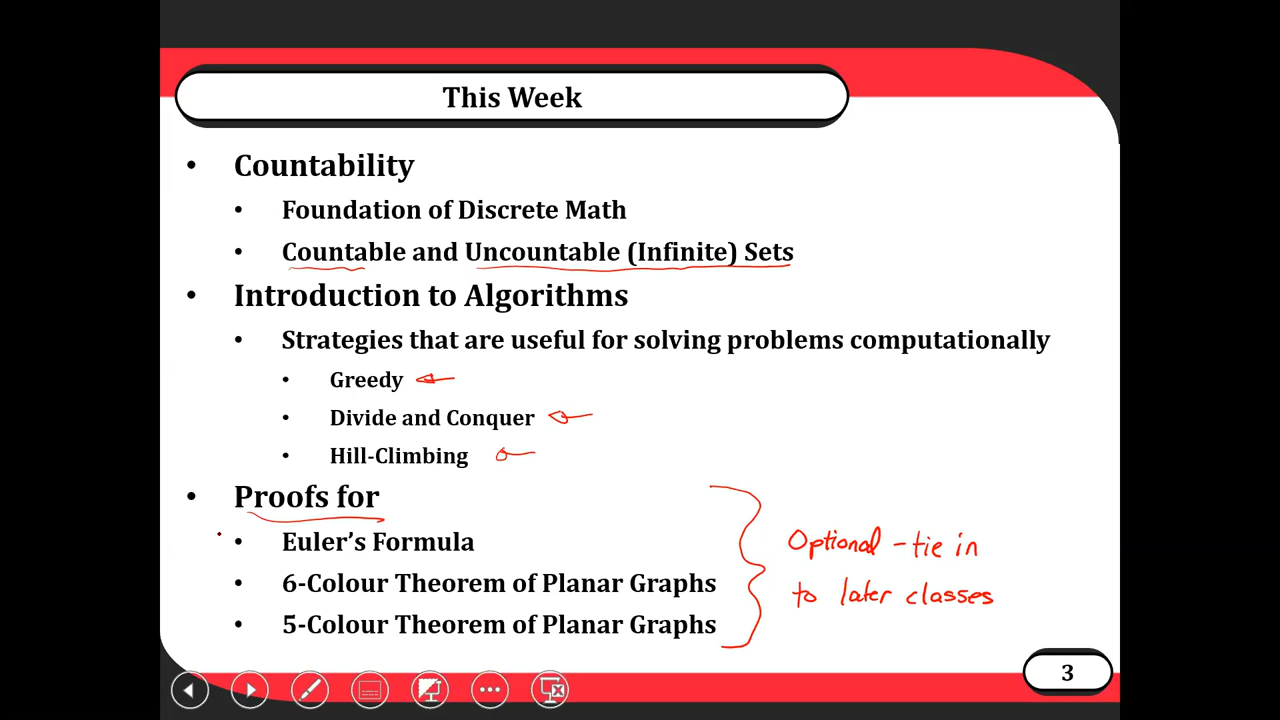 This Week
• Countability
• Foundation of Discrete Math
• Countable and Uncountable (Infinite) Sets
• Introduction to Algorithms
• Strategies that are useful for solving problems computationally
• Greedy
• Divide and Conquer
• Hill-Climbing
• Proofs for
• Euler's Formula
• 6-Colour Theorem of Planar Graphs
• 5-Colour Theorem of Planar Graphs
Optional - tie in
to later classes
3